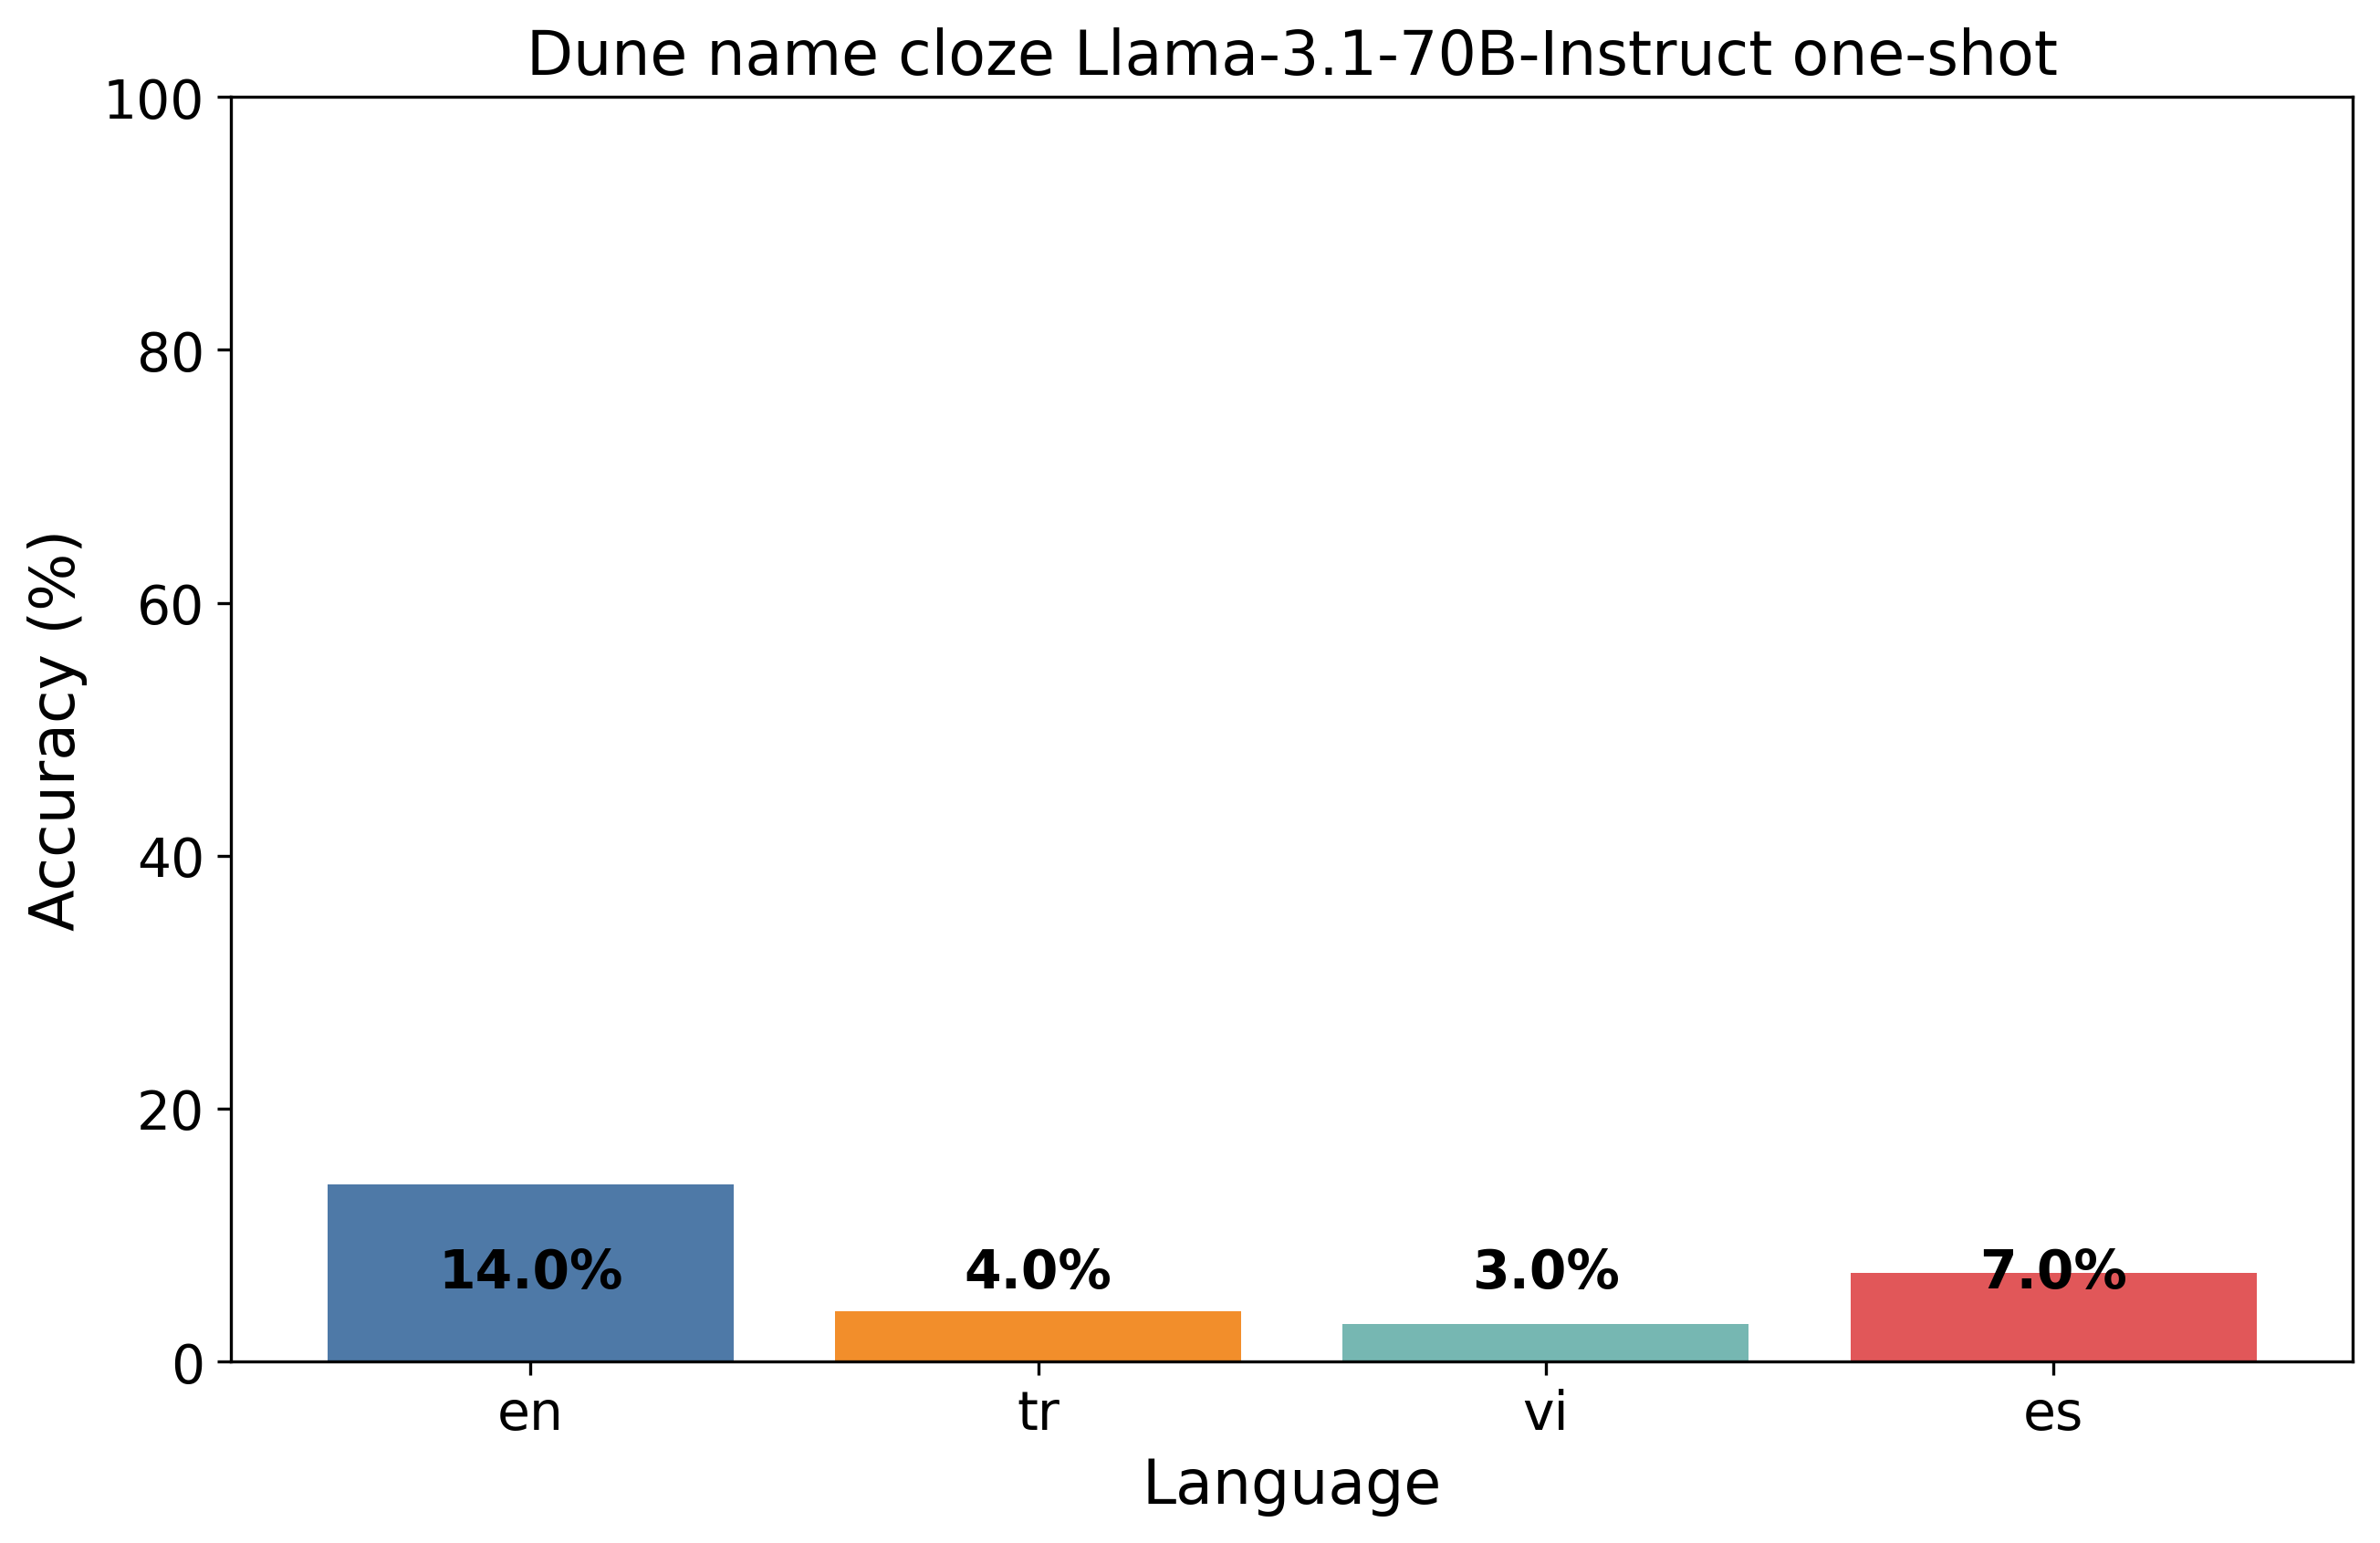 Dune name cloze Llama-3.1-70B-Instruct one-shot
Accuracy (%)
100
80
60
40
20
0
14.0%
4.0%
3.0%
7.0%
en
tr
vi
es
Language